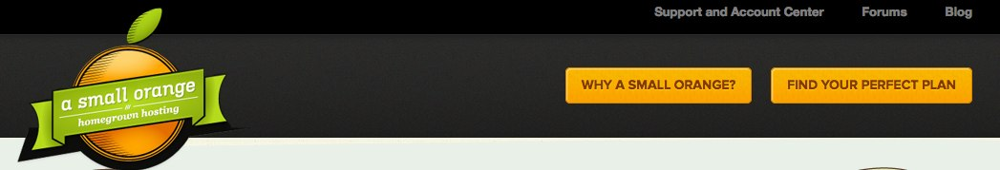 Support and Account Center
Forums
Blog
a small orange
homegrown hosting
WHY A SMALL ORANGE?
FIND YOUR PERFECT PLAN